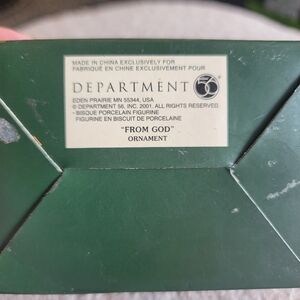 MADE IN CHINA EXCLUSIVELY FOR
FABRIQUÉ EN CHINE EXCLUSIVEMENT POUR
DEPARTMENT 56
EDEN PRAIRIE MN 55344, USA
© DEPARTMENT 56, INC. 2001, ALL RIGHTS RESERVED
- BISQUE PORCELAIN FIGURINE
FIGURINE EN BISCUIT DE PORCELAINE
"FROM GOD"
ORNAMENT